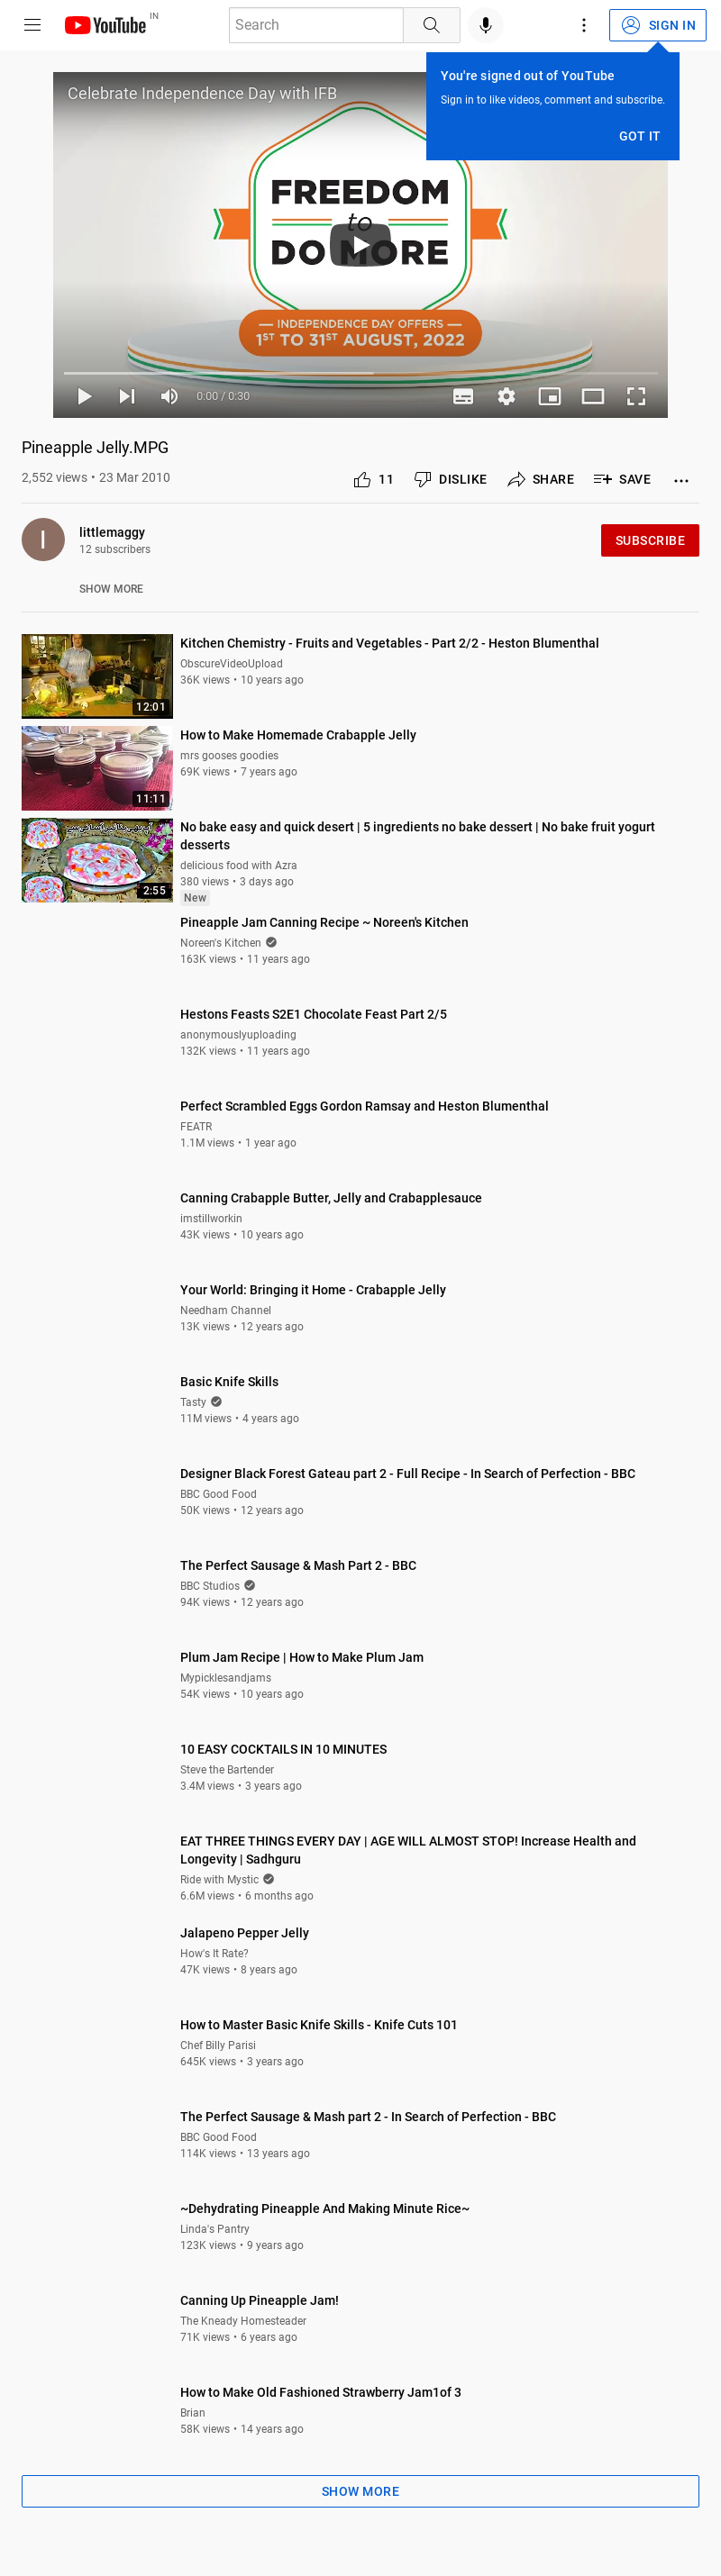 YouTube IN
Search
SIGN IN
You're signed out of YouTube
Sign in to like videos, comment and subscribe.
GOT IT
Celebrate Independence Day with IFB
FREEDOM
to
DO MORE
INDEPENDENCE DAY OFFERS
1ST TO 31ST AUGUST, 2022
0:00 / 0:30
Pineapple Jelly.MPG
2,552 views • 23 Mar 2010
11 DISLIKE SHARE SAVE
l
littlemaggy
12 subscribers
SUBSCRIBE
SHOW MORE
12:01
Kitchen Chemistry - Fruits and Vegetables - Part 2/2 - Heston Blumenthal
ObscureVideoUpload
36K views • 10 years ago
11:11
How to Make Homemade Crabapple Jelly
mrs gooses goodies
69K views • 7 years ago
2:55
No bake easy and quick desert | 5 ingredients no bake dessert | No bake fruit yogurt
desserts
delicious food with Azra
380 views • 3 days ago
New
Pineapple Jam Canning Recipe ~ Noreen's Kitchen
Noreen's Kitchen
163K views • 11 years ago
Hestons Feasts S2E1 Chocolate Feast Part 2/5
anonymouslyuploading
132K views • 11 years ago
Perfect Scrambled Eggs Gordon Ramsay and Heston Blumenthal
FEATR
1.1M views • 1 year ago
Canning Crabapple Butter, Jelly and Crabapplesauce
imstillworkin
43K views • 10 years ago
Your World: Bringing it Home - Crabapple Jelly
Needham Channel
13K views • 12 years ago
Basic Knife Skills
Tasty
11M views • 4 years ago
Designer Black Forest Gateau part 2 - Full Recipe - In Search of Perfection - BBC
BBC Good Food
50K views • 12 years ago
The Perfect Sausage & Mash Part 2 - BBC
BBC Studios
94K views • 12 years ago
Plum Jam Recipe | How to Make Plum Jam
Mypicklesandjams
54K views • 10 years ago
10 EASY COCKTAILS IN 10 MINUTES
Steve the Bartender
3.4M views • 3 years ago
EAT THREE THINGS EVERY DAY | AGE WILL ALMOST STOP! Increase Health and
Longevity | Sadhguru
Ride with Mystic
6.6M views • 6 months ago
Jalapeno Pepper Jelly
How's It Rate?
47K views • 8 years ago
How to Master Basic Knife Skills - Knife Cuts 101
Chef Billy Parisi
645K views • 3 years ago
The Perfect Sausage & Mash part 2 - In Search of Perfection - BBC
BBC Good Food
114K views • 13 years ago
~Dehydrating Pineapple And Making Minute Rice~
Linda's Pantry
123K views • 9 years ago
Canning Up Pineapple Jam!
The Kneady Homesteader
71K views • 6 years ago
How to Make Old Fashioned Strawberry Jam1of 3
Brian
58K views • 14 years ago
SHOW MORE